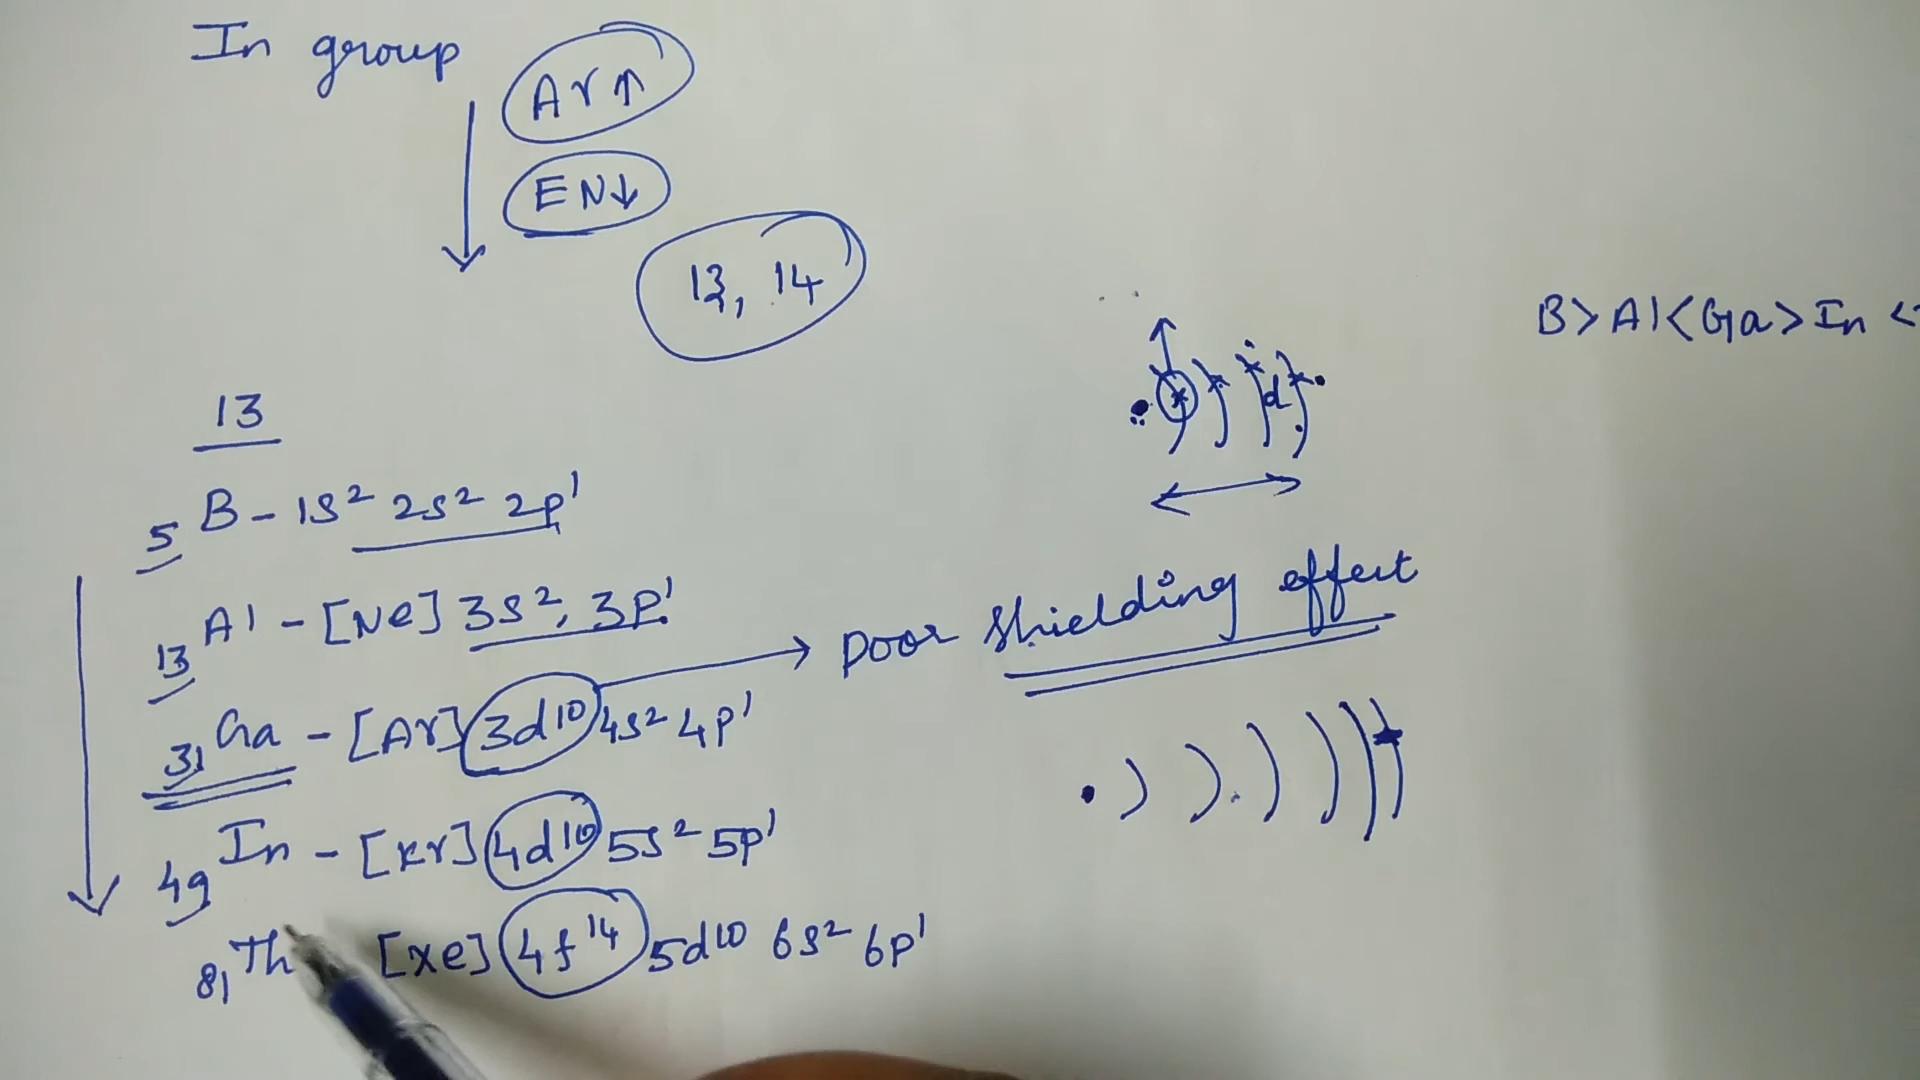 In group
Ar↑
EN↓
13, 14
B>Al<Ga>In <
13
d
5 B - 1s² 2s² 2p¹
13 Al - [Ne] 3s², 3p¹
→ poor shielding effect
31 Ga - [Ar] 3d¹⁰ 4s² 4p¹
49 In - [Kr] 4d¹⁰ 5s² 5p¹
81 Th [Xe] 4f¹⁴ 5d¹⁰ 6s² 6p¹